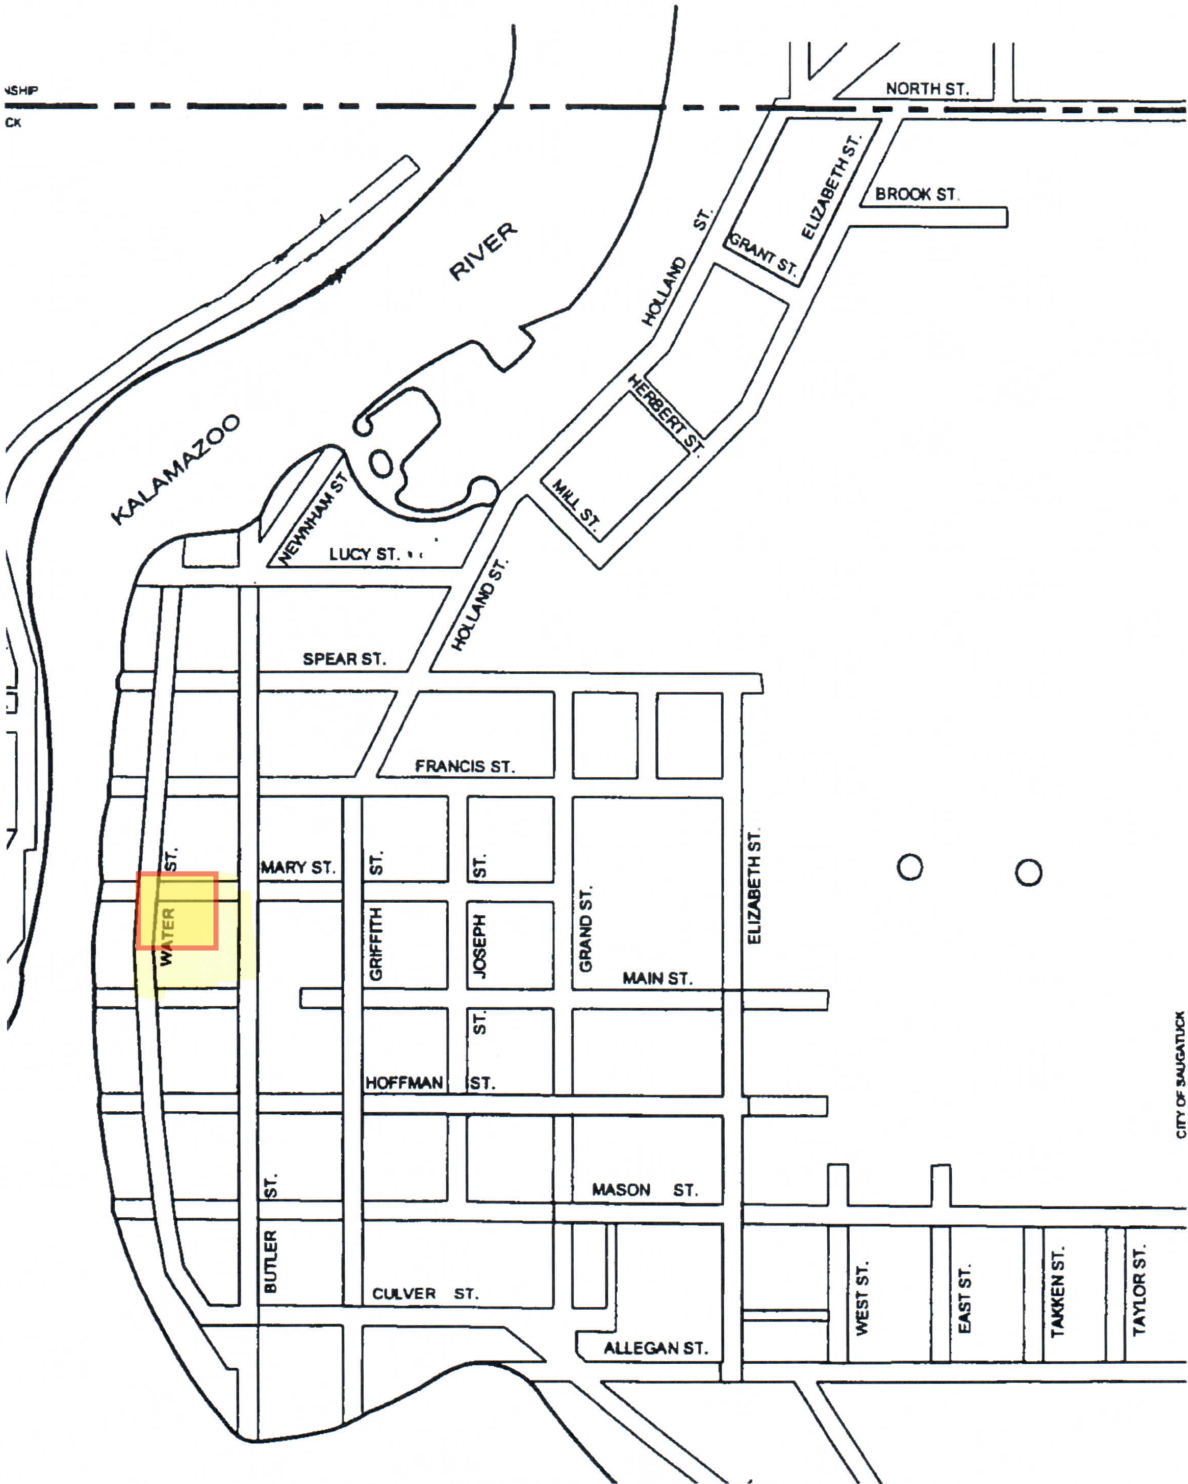 NSHIP
CK
NORTH ST.
ELIZABETH ST.
BROOK ST.
HOLLAND ST.
GRANT ST.
RIVER
KALAMAZOO
HERBERT ST.
MILL ST.
NEWNHAM ST
LUCY ST.
HOLLAND ST.
SPEAR ST.
FRANCIS ST.
WATER ST.
MARY ST.
GRIFFITH ST.
JOSEPH ST.
GRAND ST.
ELIZABETH ST.
MAIN ST.
ST.
HOFFMAN ST.
CITY OF SAUGATUCK
MASON ST.
BUTLER ST.
CULVER ST.
ALLEGAN ST.
WEST ST.
EAST ST.
TAKKEN ST.
TAYLOR ST.